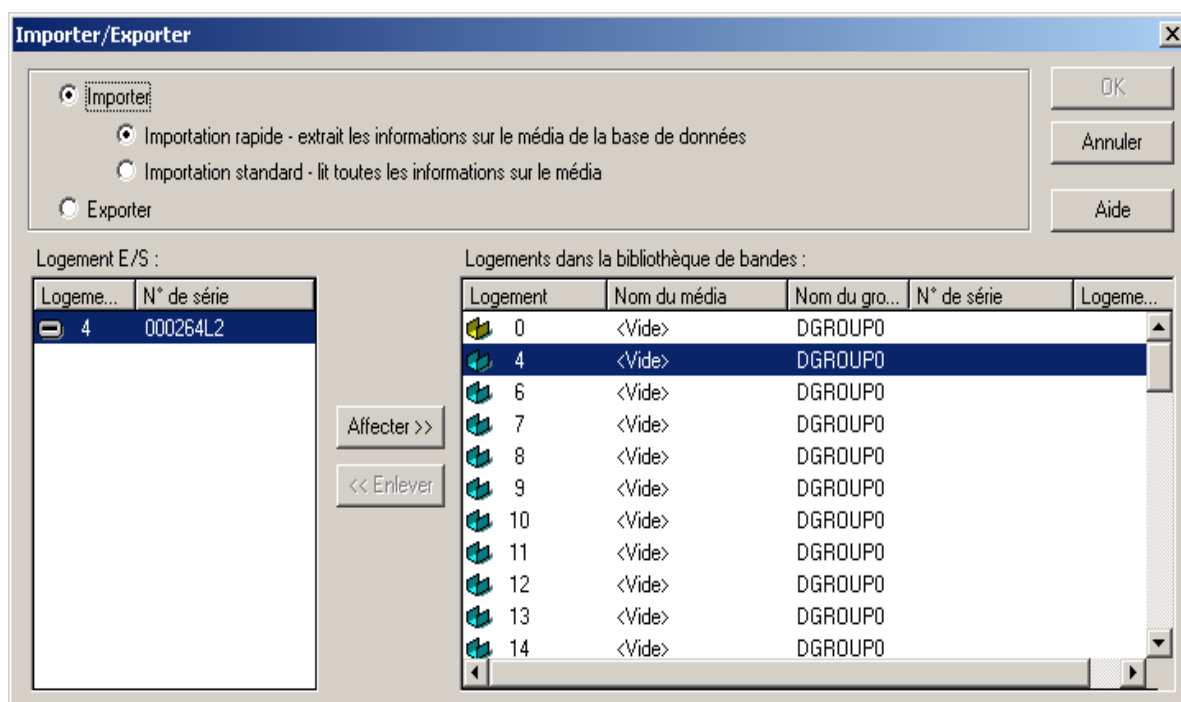 Importer/Exporter
Importer
Importation rapide - extrait les informations sur le média de la base de données
Importation standard - lit toutes les informations sur le média
Exporter
OK
Annuler
Aide
Logement E/S :
Logeme... N° de série
4 000264L2
Affecter >>
<< Enlever
Logements dans la bibliothèque de bandes :
Logement Nom du média Nom du gro... N° de série Logeme...
0 <Vide> DGROUP0
4 <Vide> DGROUP0
6 <Vide> DGROUP0
7 <Vide> DGROUP0
8 <Vide> DGROUP0
9 <Vide> DGROUP0
10 <Vide> DGROUP0
11 <Vide> DGROUP0
12 <Vide> DGROUP0
13 <Vide> DGROUP0
14 <Vide> DGROUP0